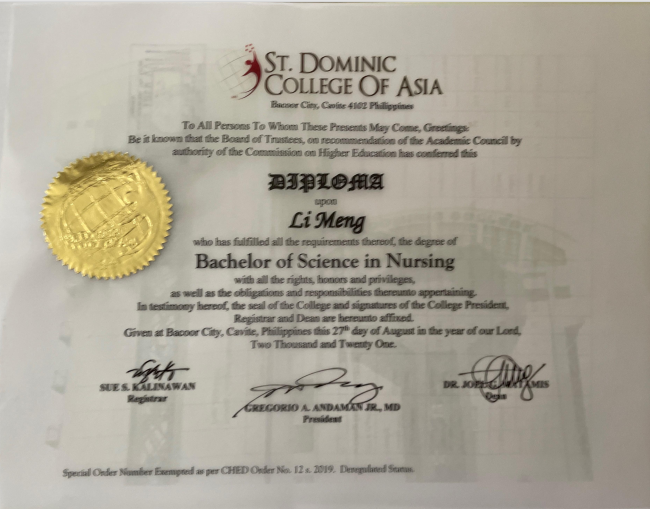 ST. DOMINIC
COLLEGE OF ASIA
Bacoor City, Cavite 4102 Philippines
To All Persons To Whom These Presents May Come, Greetings:
Be it known that the Board of Trustees, on recommendation of the Academic Council by
authority of the Commission on Higher Education has conferred this
DIPLOMA
upon
Li Meng
who has fulfilled all the requirements thereof, the degree of
Bachelor of Science in Nursing
with all the rights, honors and privileges,
as well as the obligations and responsibilities thereunto appertaining.
In testimony hereof, the seal of the College and signatures of the College President,
Registrar and Dean are hereunto affixed.
Given at Bacoor City, Cavite, Philippines this 27th day of August in the year of our Lord,
Two Thousand and Twenty One.
SUE S. KALINAWAN
Registrar
GREGORIO A. ANDAMAN JR., MD
President
DR.
Dean
Special Order Number Exempted as per CHED Order No. 12 s. 2019. Deregulated Status.